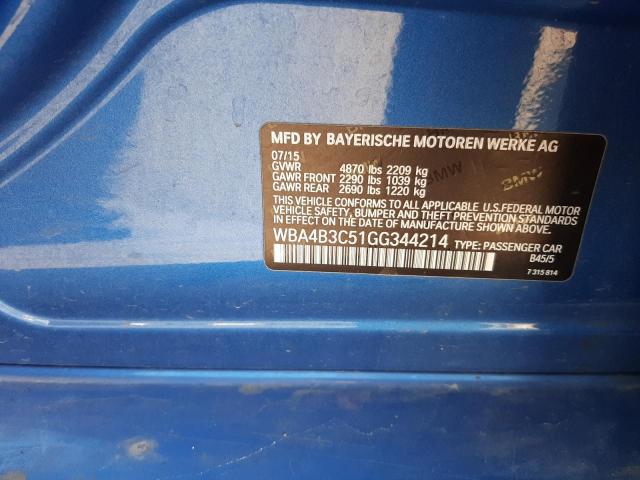 MFD BY BAYERISCHE MOTOREN WERKE AG
07/15
GVWR 4870 lbs 2209 kg
GAWR FRONT 2290 lbs 1039 kg
GAWR REAR 2690 lbs 1220 kg
BMW
BMW
THIS VEHICLE CONFORMS TO ALL APPLICABLE U.S.FEDERAL MOTOR
VEHICLE SAFETY, BUMPER AND THEFT PREVENTION STANDARDS
IN EFFECT ON THE DATE OF MANUFACTURE SHOWN ABOVE.
WBA4B3C51GG344214 TYPE: PASSENGER CAR
B45/5
7 315 814